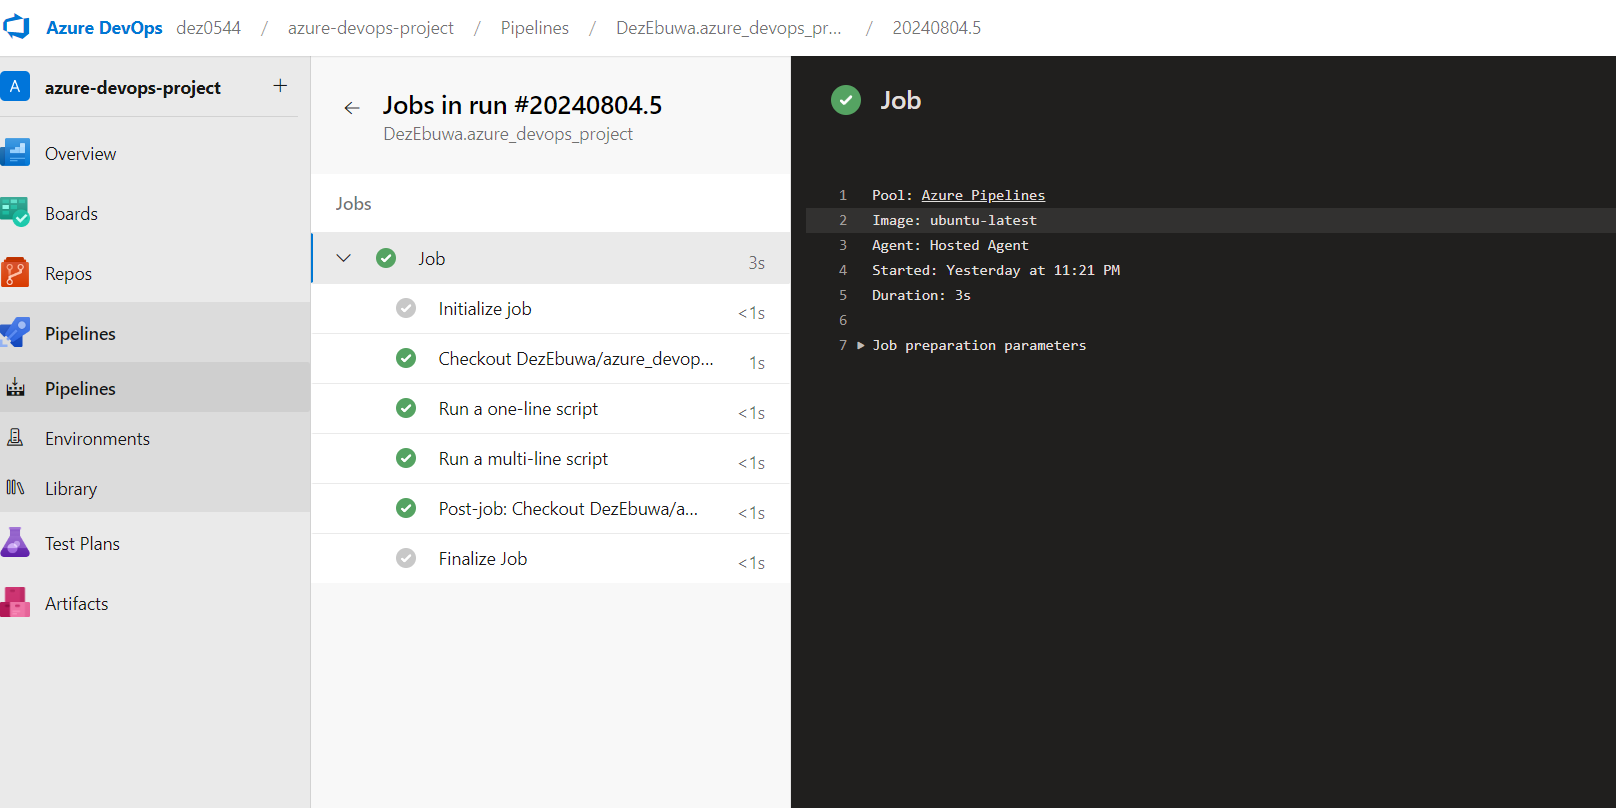 Azure DevOps dez0544 / azure-devops-project / Pipelines / DezEbuwa.azure_devops_pr... / 20240804.5
A azure-devops-project +
Overview
Boards
Repos
Pipelines
Pipelines
Environments
Library
Test Plans
Artifacts
Jobs in run #20240804.5
DezEbuwa.azure_devops_project
Jobs
Job 3s
Initialize job <1s
Checkout DezEbuwa/azure_devop... 1s
Run a one-line script <1s
Run a multi-line script <1s
Post-job: Checkout DezEbuwa/a... <1s
Finalize Job <1s
Job
1 Pool: Azure Pipelines
2 Image: ubuntu-latest
3 Agent: Hosted Agent
4 Started: Yesterday at 11:21 PM
5 Duration: 3s
6
7 Job preparation parameters